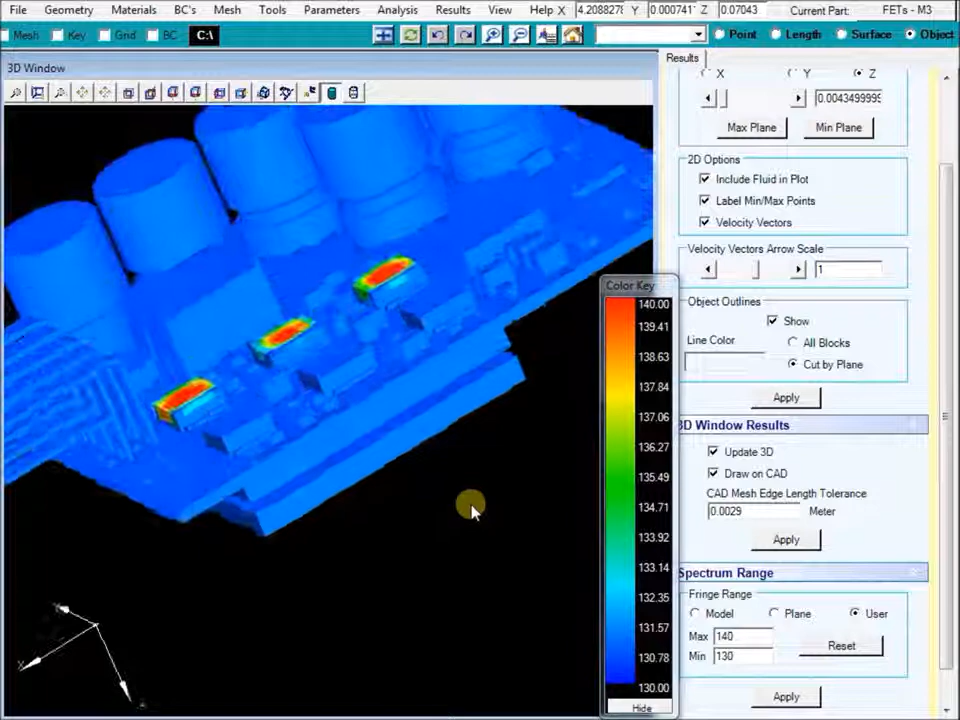 File Geometry Materials BC's Mesh Tools Parameters Analysis Results View Help X 4.2088278 Y 0.000741 Z 0.07043 Current Part: FETs - M3
Mesh Key Grid BC C:\ Point Length Surface Object
3D Window
Results
X Y Z
0.0043499995
Max Plane Min Plane
2D Options
Include Fluid in Plot
Label Min/Max Points
Velocity Vectors
Velocity Vectors Arrow Scale
1
Object Outlines
Show
Line Color
All Blocks
Cut by Plane
Apply
3D Window Results
Update 3D
Draw on CAD
CAD Mesh Edge Length Tolerance
0.0029 Meter
Apply
Spectrum Range
Fringe Range
Model Plane User
Max 140
Min 130
Reset
Apply
Color Key
140.00
139.41
138.63
137.84
137.06
136.27
135.49
134.71
133.92
133.14
132.35
131.57
130.78
130.00
Hide
X